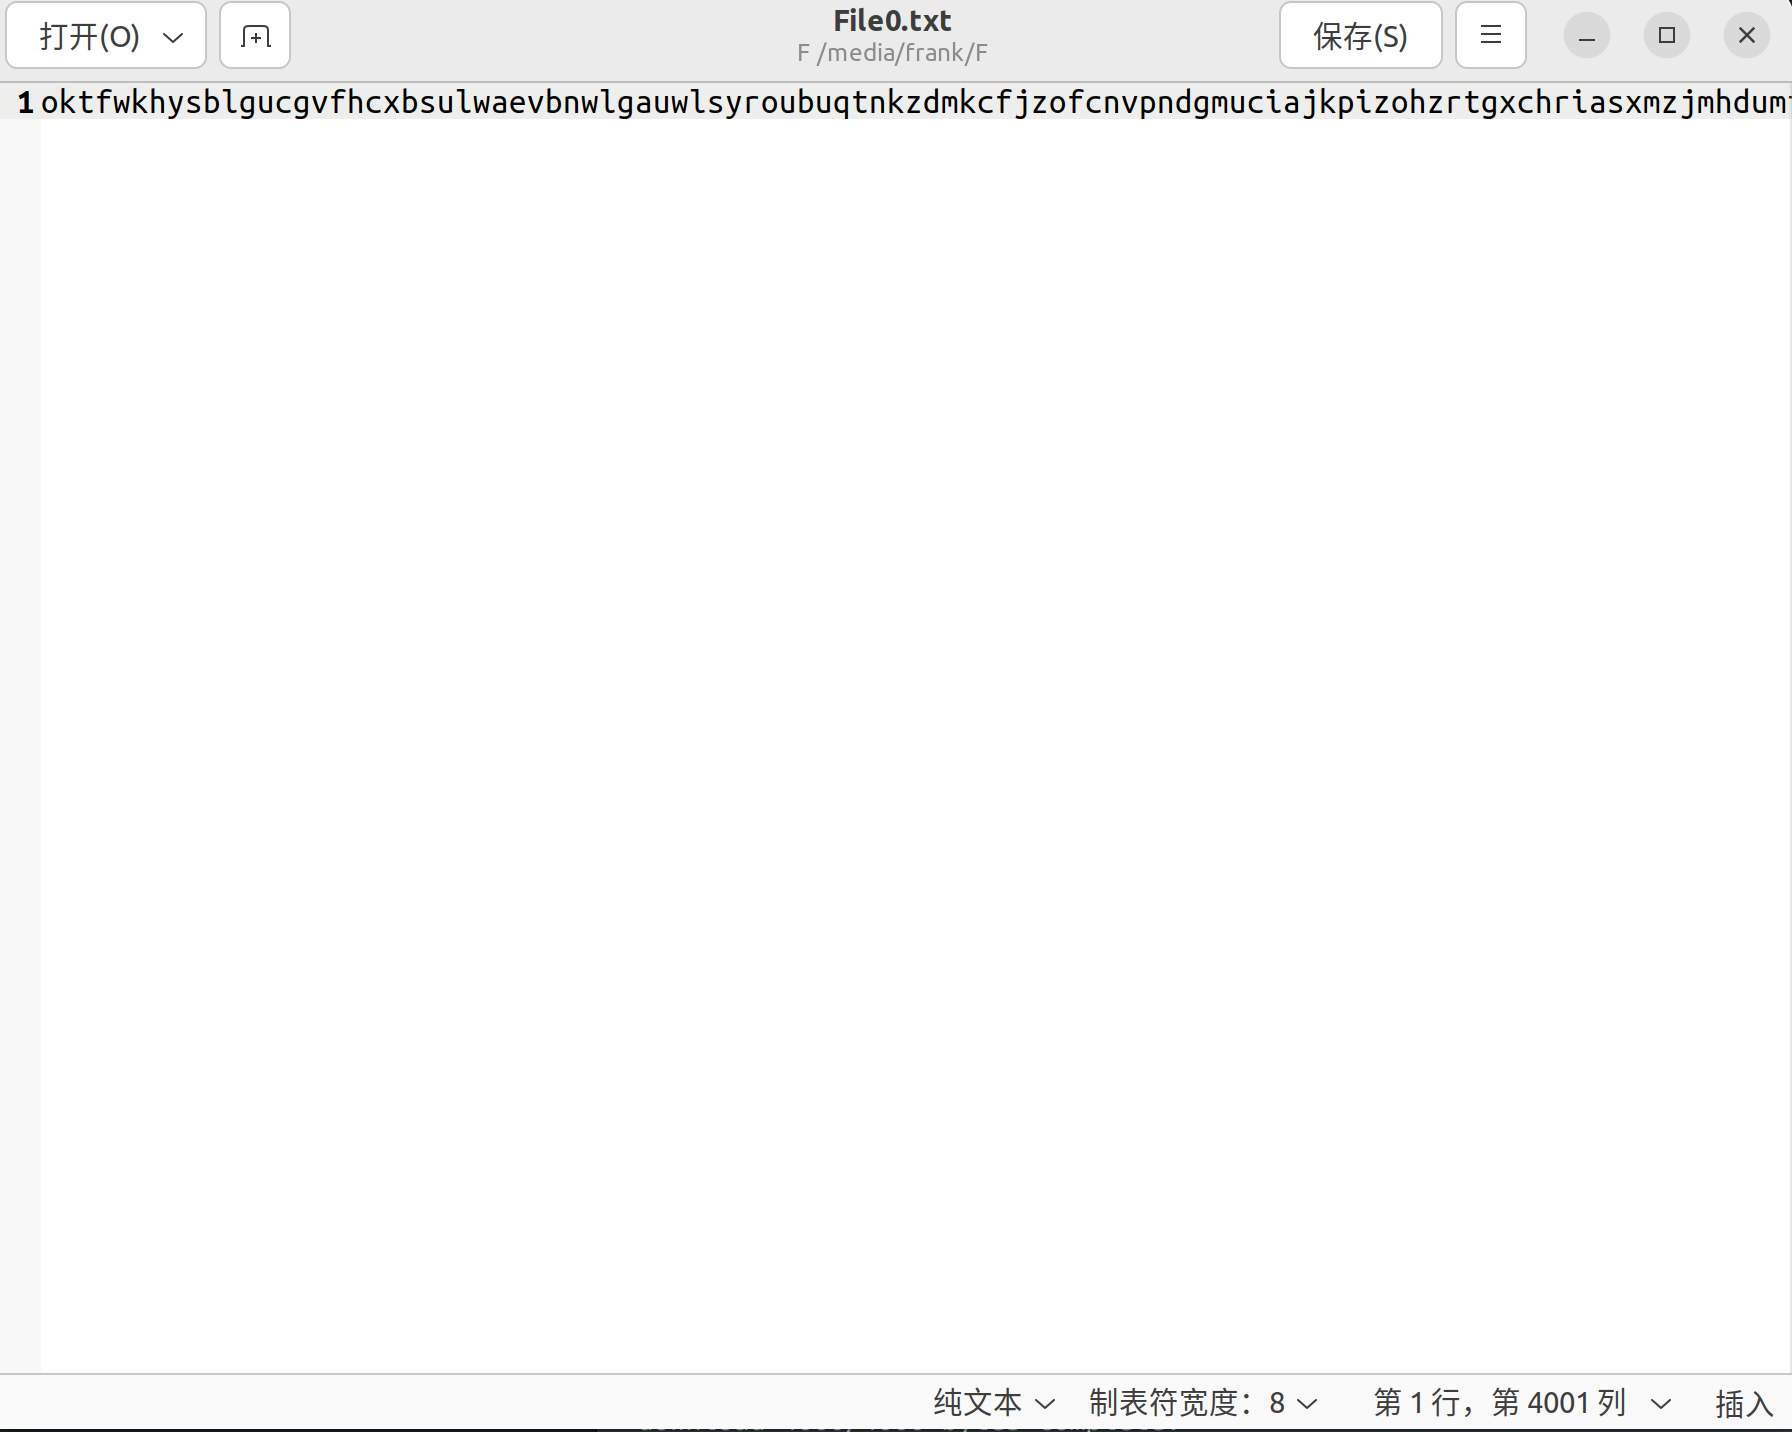 打开(O)
File0.txt
F /media/frank/F
保存(S)
1 oktfwkhysblgucgvfhcxbsulwaevbnwlgauwlsyroubuqtnkzdmkcfjzofcnvpndgmuciajkpizohzrtgxchriasxmzjmhdum
纯文本 制表符宽度：8 第 1 行，第 4001 列 插入